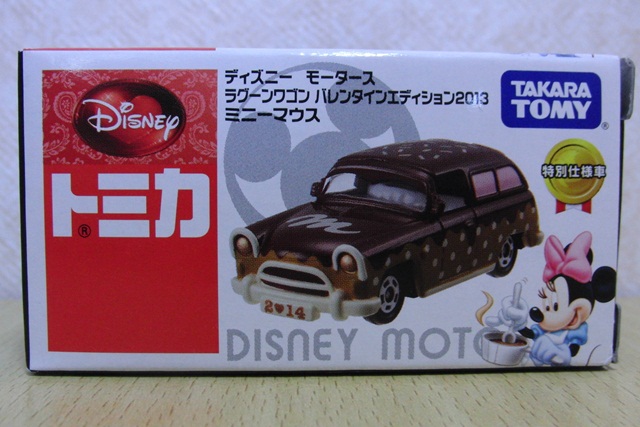 Disney
トミカ
®
ディズニー モータース
ラグーンワゴン バレンタインエディション2013
ミニーマウス
TAKARA
TOMY®
特別仕様車
m
2♥14
DISNEY MOTO